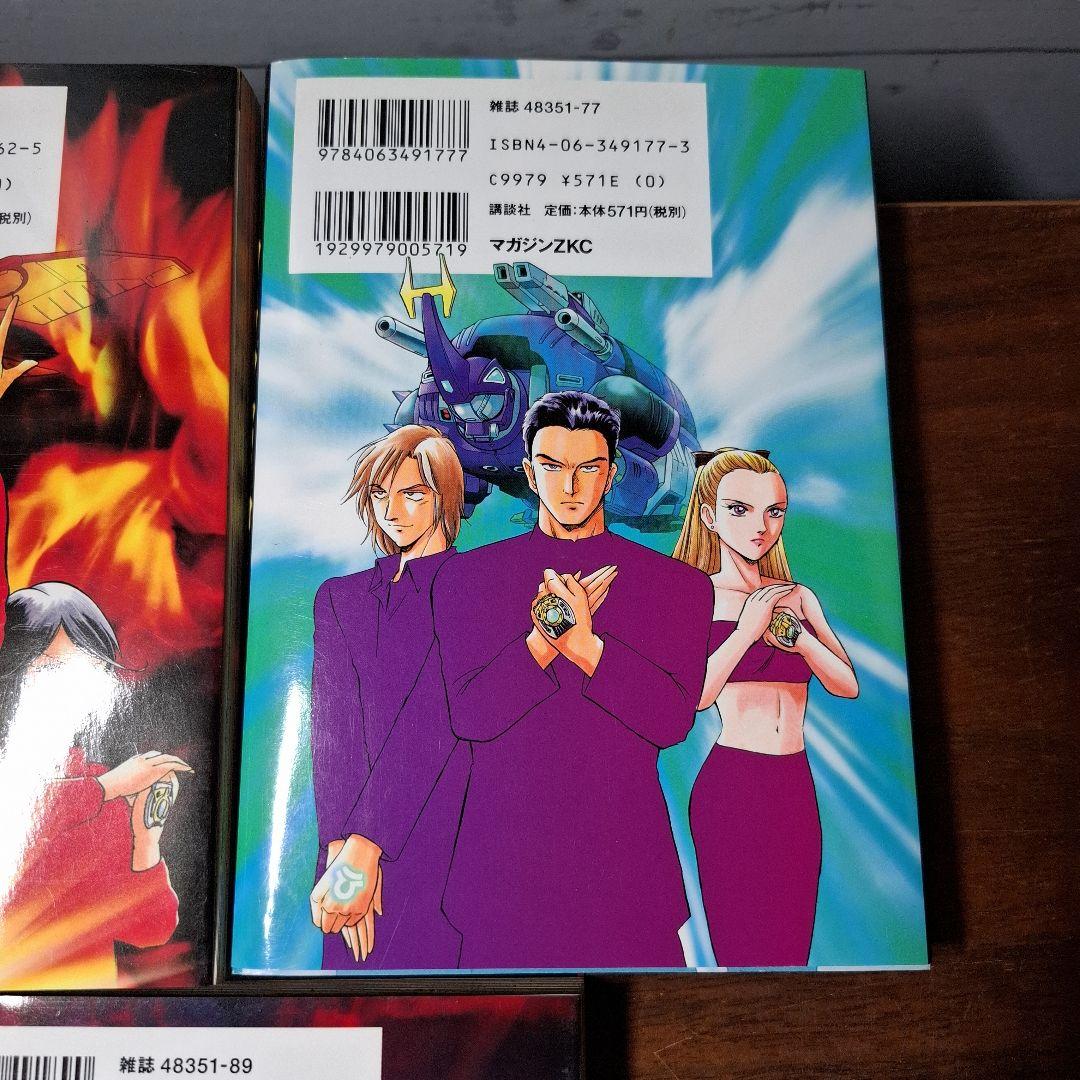 62-5
税別)
雑誌 48351-77
ISBN4-06-349177-3
9784063491777
C9979 ¥571E (0)
講談社 定価:本体571円(税別)
1929979005719
マガジンZKC
雑誌 48351-89